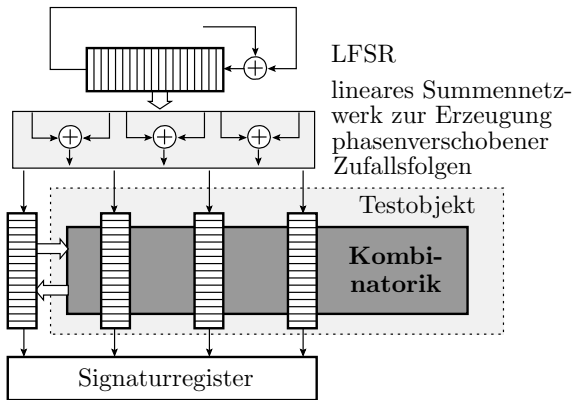 LFSR
lineares Summennetz-
werk zur Erzeugung
phasenverschobener
Zufallsfolgen
Testobjekt
Kombi-
natorik
Signaturregister